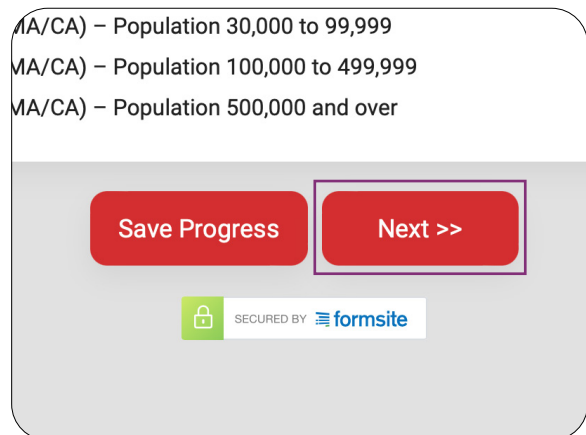 MA/CA) – Population 30,000 to 99,999
MA/CA) – Population 100,000 to 499,999
MA/CA) – Population 500,000 and over
Save Progress
Next >>
SECURED BY formsite